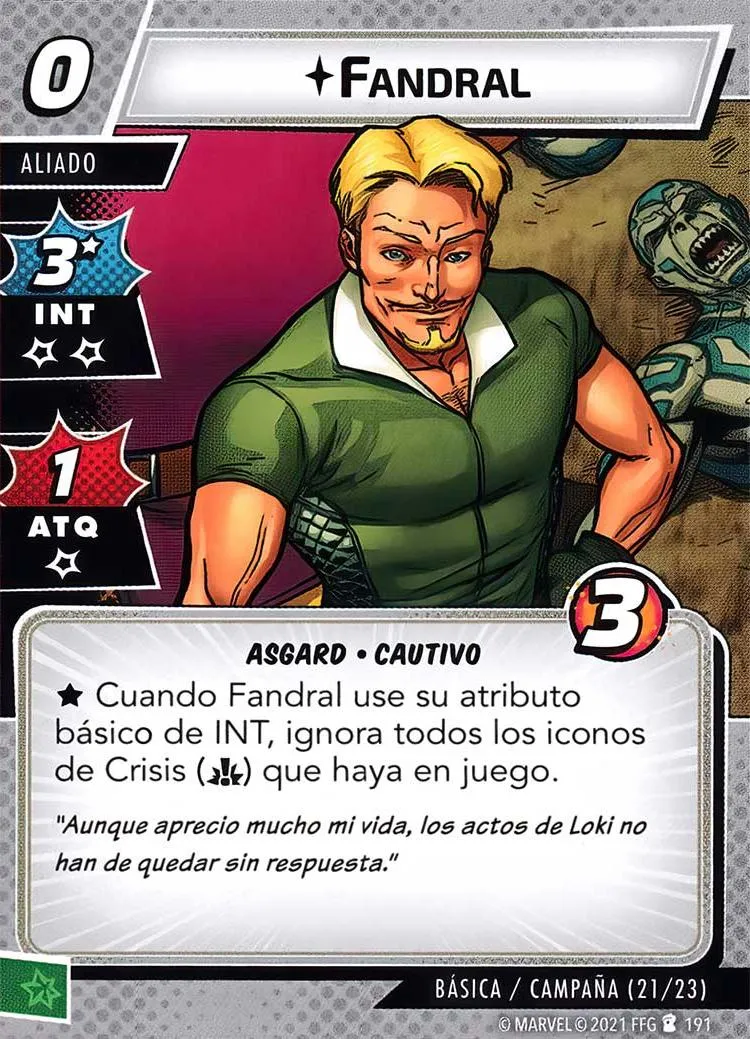 0
FANDRAL
ALIADO
3
INT
1
ATQ
3
ASGARD • CAUTIVO
★ Cuando Fandral use su atributo
básico de INT, ignora todos los iconos
de Crisis ( ) que haya en juego.
"Aunque aprecio mucho mi vida, los actos de Loki no
han de quedar sin respuesta."
BÁSICA / CAMPAÑA (21/23)
© MARVEL © 2021 FFG 191